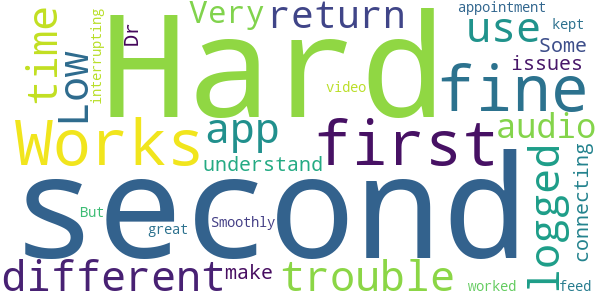 Very
return
appointment
use
kept
Some
issues
Dr
interrupting
time
Low
Hard
video
fine
Works
app
first
audio
understand
second
logged
connecting
But
great
Smoothly
different
make
trouble
worked
feed